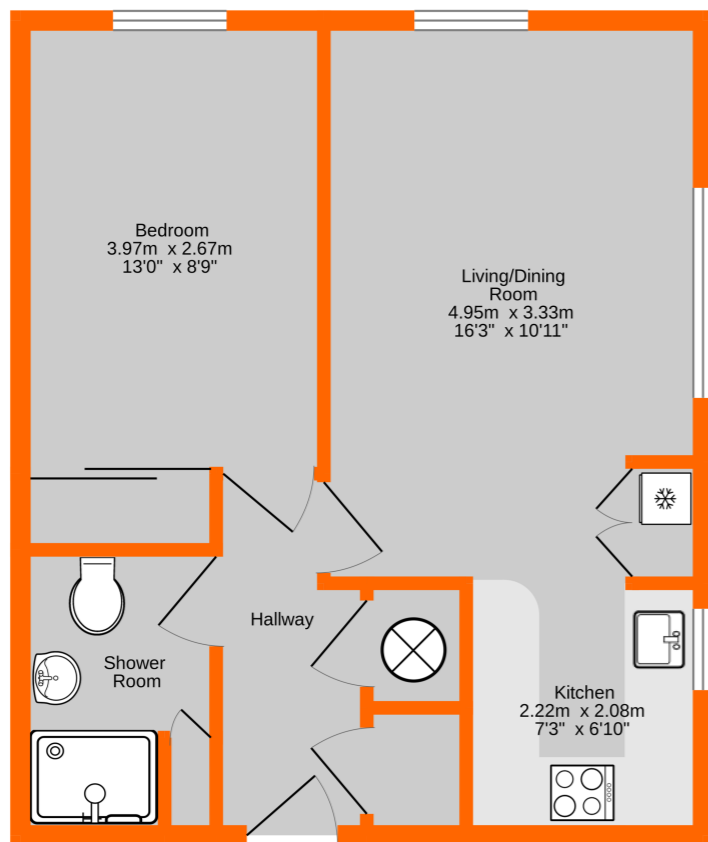 Bedroom
3.97m x 2.67m
13'0" x 8'9"
Living/Dining
Room
4.95m x 3.33m
16'3" x 10'11"
Hallway
Shower
Room
Kitchen
2.22m x 2.08m
7'3" x 6'10"